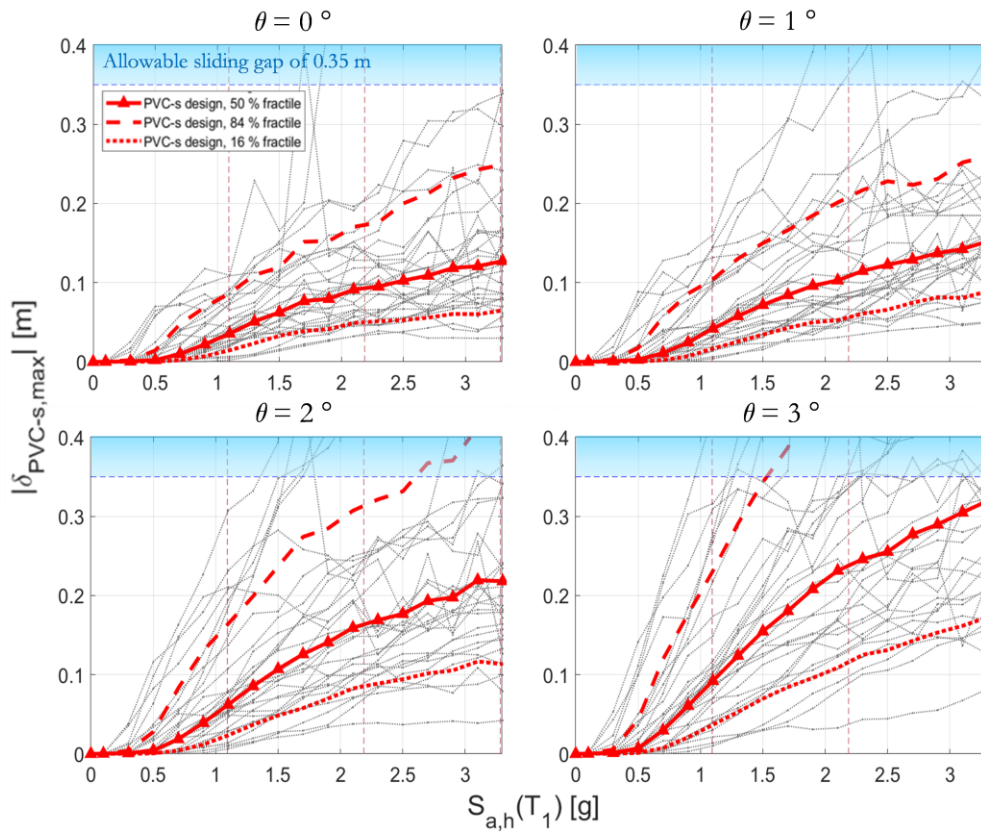 θ = 0 °
θ = 1 °
Allowable sliding gap of 0.35 m
PVC-s design, 50 % fractile
PVC-s design, 84 % fractile
PVC-s design, 16 % fractile
0.4
0.3
0.2
0.1
0
0 0.5 1 1.5 2 2.5 3
0.4
0.3
0.2
0.1
0
0 0.5 1 1.5 2 2.5 3
|δPVC-s,max| [m]
θ = 2 °
θ = 3 °
0.4
0.3
0.2
0.1
0
0 0.5 1 1.5 2 2.5 3
0.4
0.3
0.2
0.1
0
0 0.5 1 1.5 2 2.5 3
Sa,h(T1) [g]